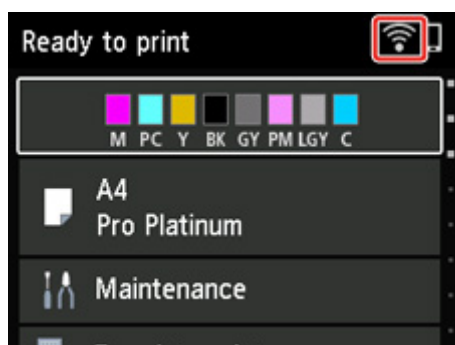 Ready to print
M PC Y BK GY PM LGY C
A4
Pro Platinum
Maintenance